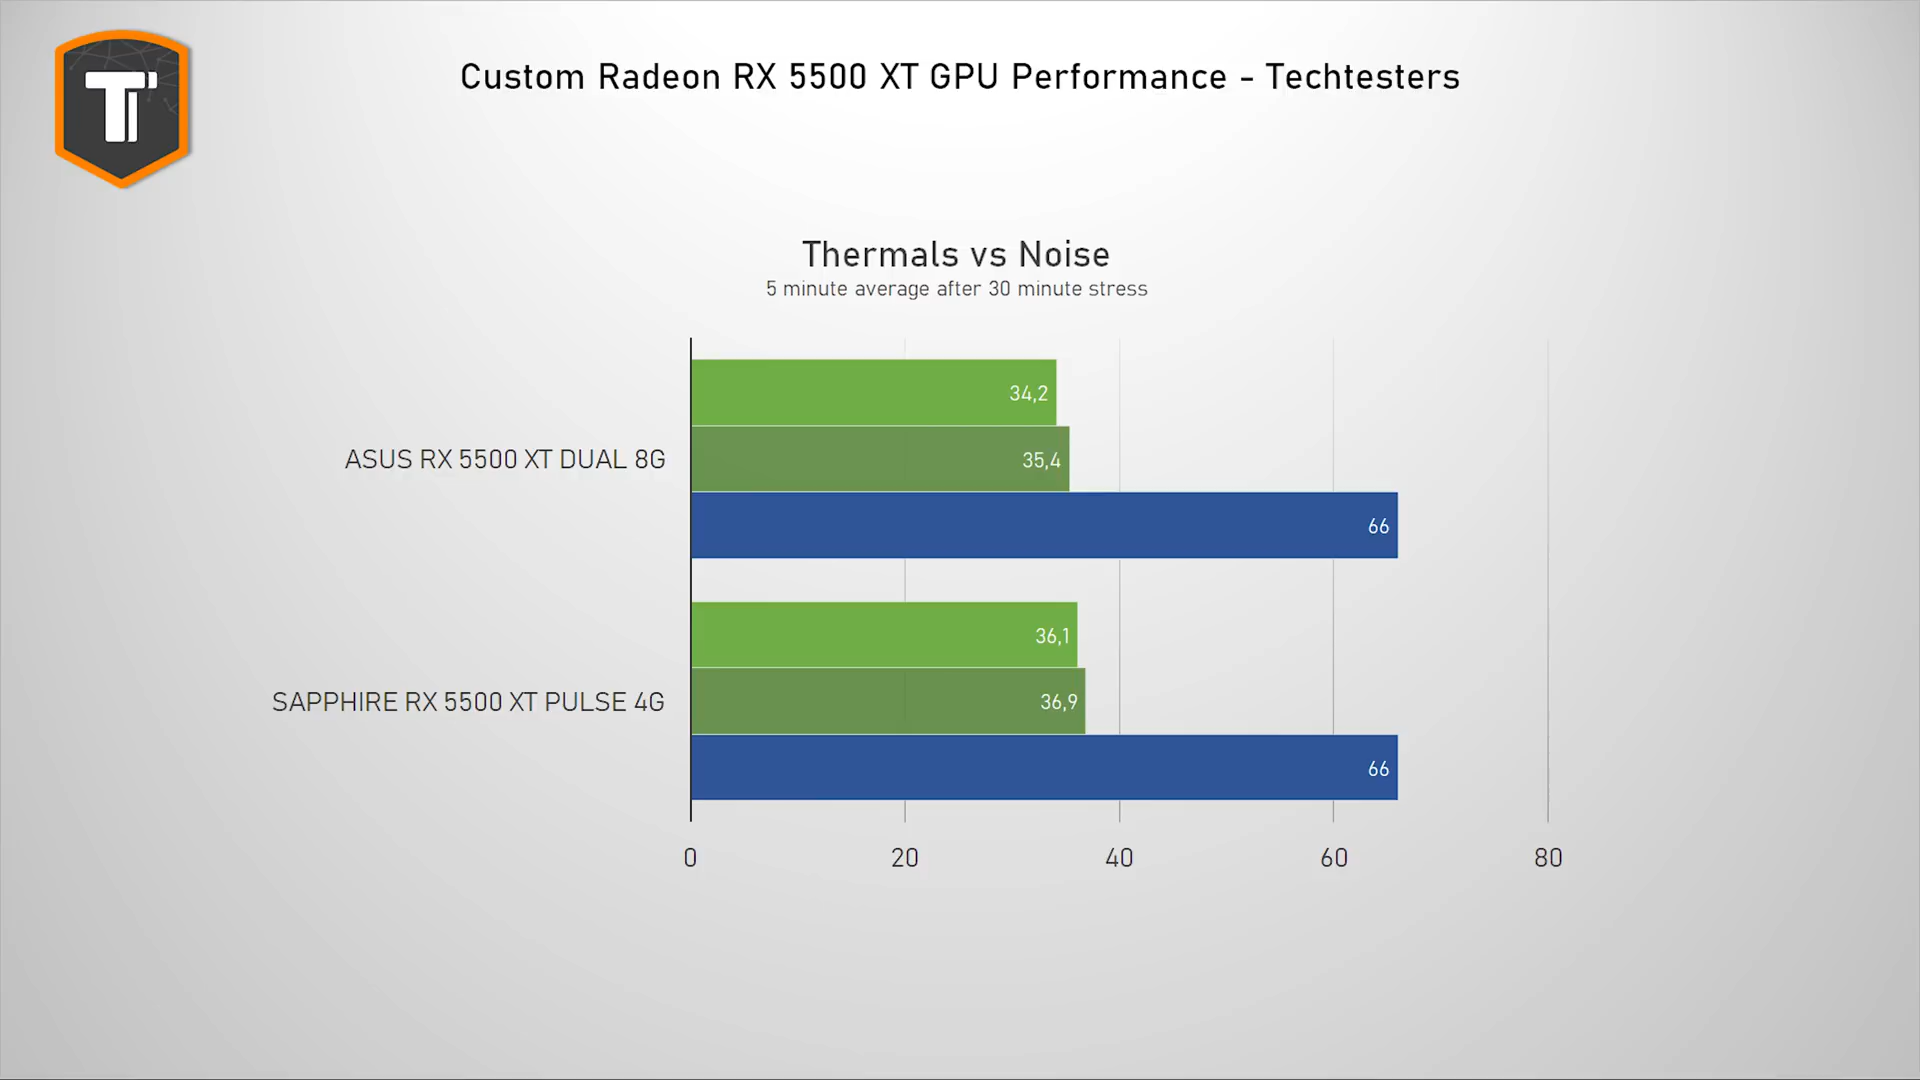 Custom Radeon RX 5500 XT GPU Performance - Techtesters
Thermals vs Noise
5 minute average after 30 minute stress
34,2
ASUS RX 5500 XT DUAL 8G
35,4
66
36,1
SAPPHIRE RX 5500 XT PULSE 4G
36,9
66
0 20 40 60 80